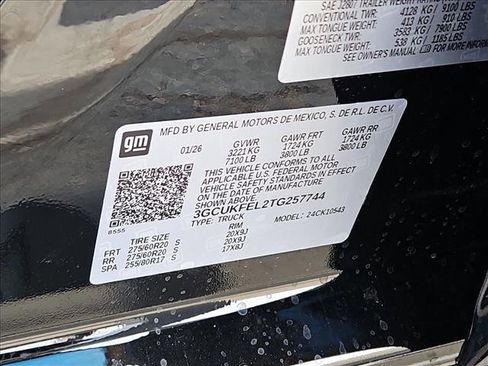 SAE J2807 TRAILER WEIGHT RATING
CONVENTIONAL TWR: 4128 KG / 9100 LBS
MAX TONGUE WEIGHT: 413 KG / 910 LBS
GOOSENECK TWR: 3583 KG / 7900 LBS
MAX TONGUE WEIGHT: 538 KG / 1185 LBS
SEE OWNER'S MANUAL FOR MORE INFORM
gm
MFD BY GENERAL MOTORS DE MEXICO, S. DE R.L. DE C.V.
01/26 GVWR GAWR FRT GAWR RR
3221 KG 1724 KG 1724 KG
7100 LB 3800 LB 3800 LB
THIS VEHICLE CONFORMS TO ALL
APPLICABLE U.S. FEDERAL MOTOR
VEHICLE SAFETY STANDARDS IN EFFECT
ON THE DATE OF MANUFACTURE
SHOWN ABOVE.
3GCUKFEL2TG257744
8555
TYPE: TRUCK MODEL: 24CK10543
TIRE SIZE RIM
FRT 275/60R20 S 20X9J
RR 275/60R20 S 20X9J
SPA 255/80R17 S 17X8J